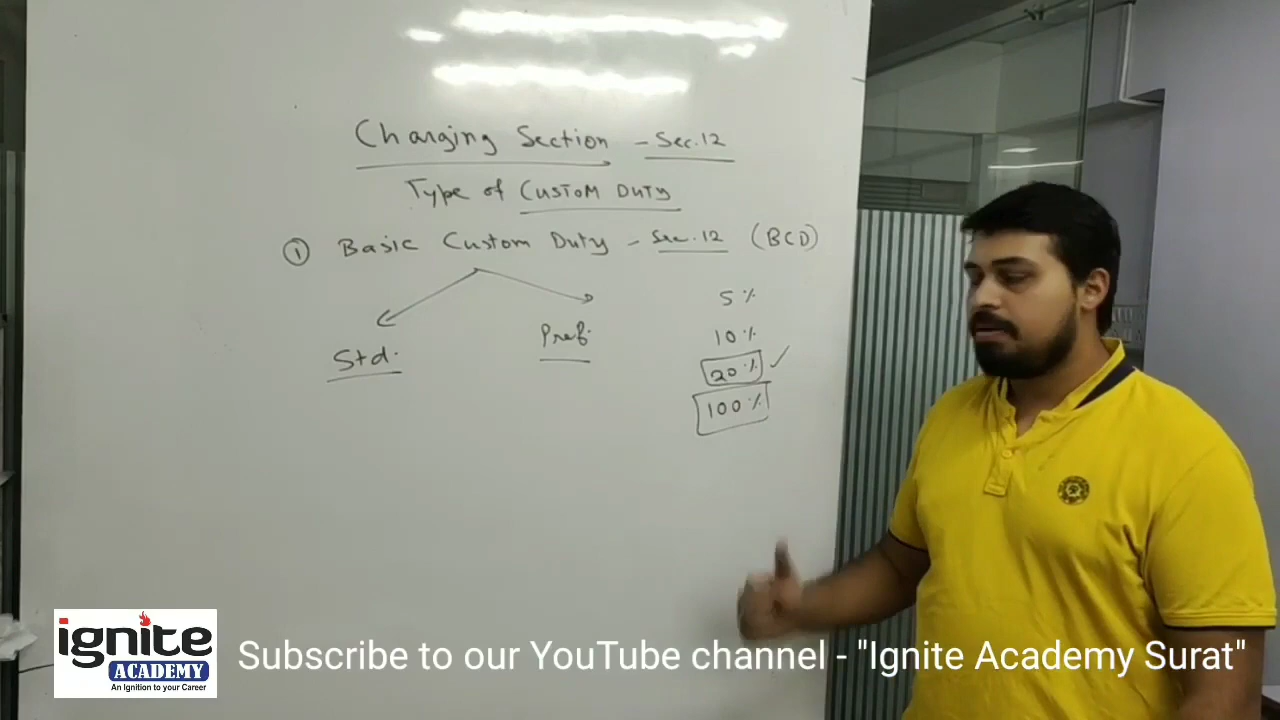 Charging Section - Sec.12
Type of CUSTOM DUTY
① Basic Custom Duty - Sec.12 (BCD)
Std. Pref.
5%
10%
20% ✓
100%
ignite
ACADEMY
An Ignition to your Career
Subscribe to our YouTube channel - "Ignite Academy Surat"